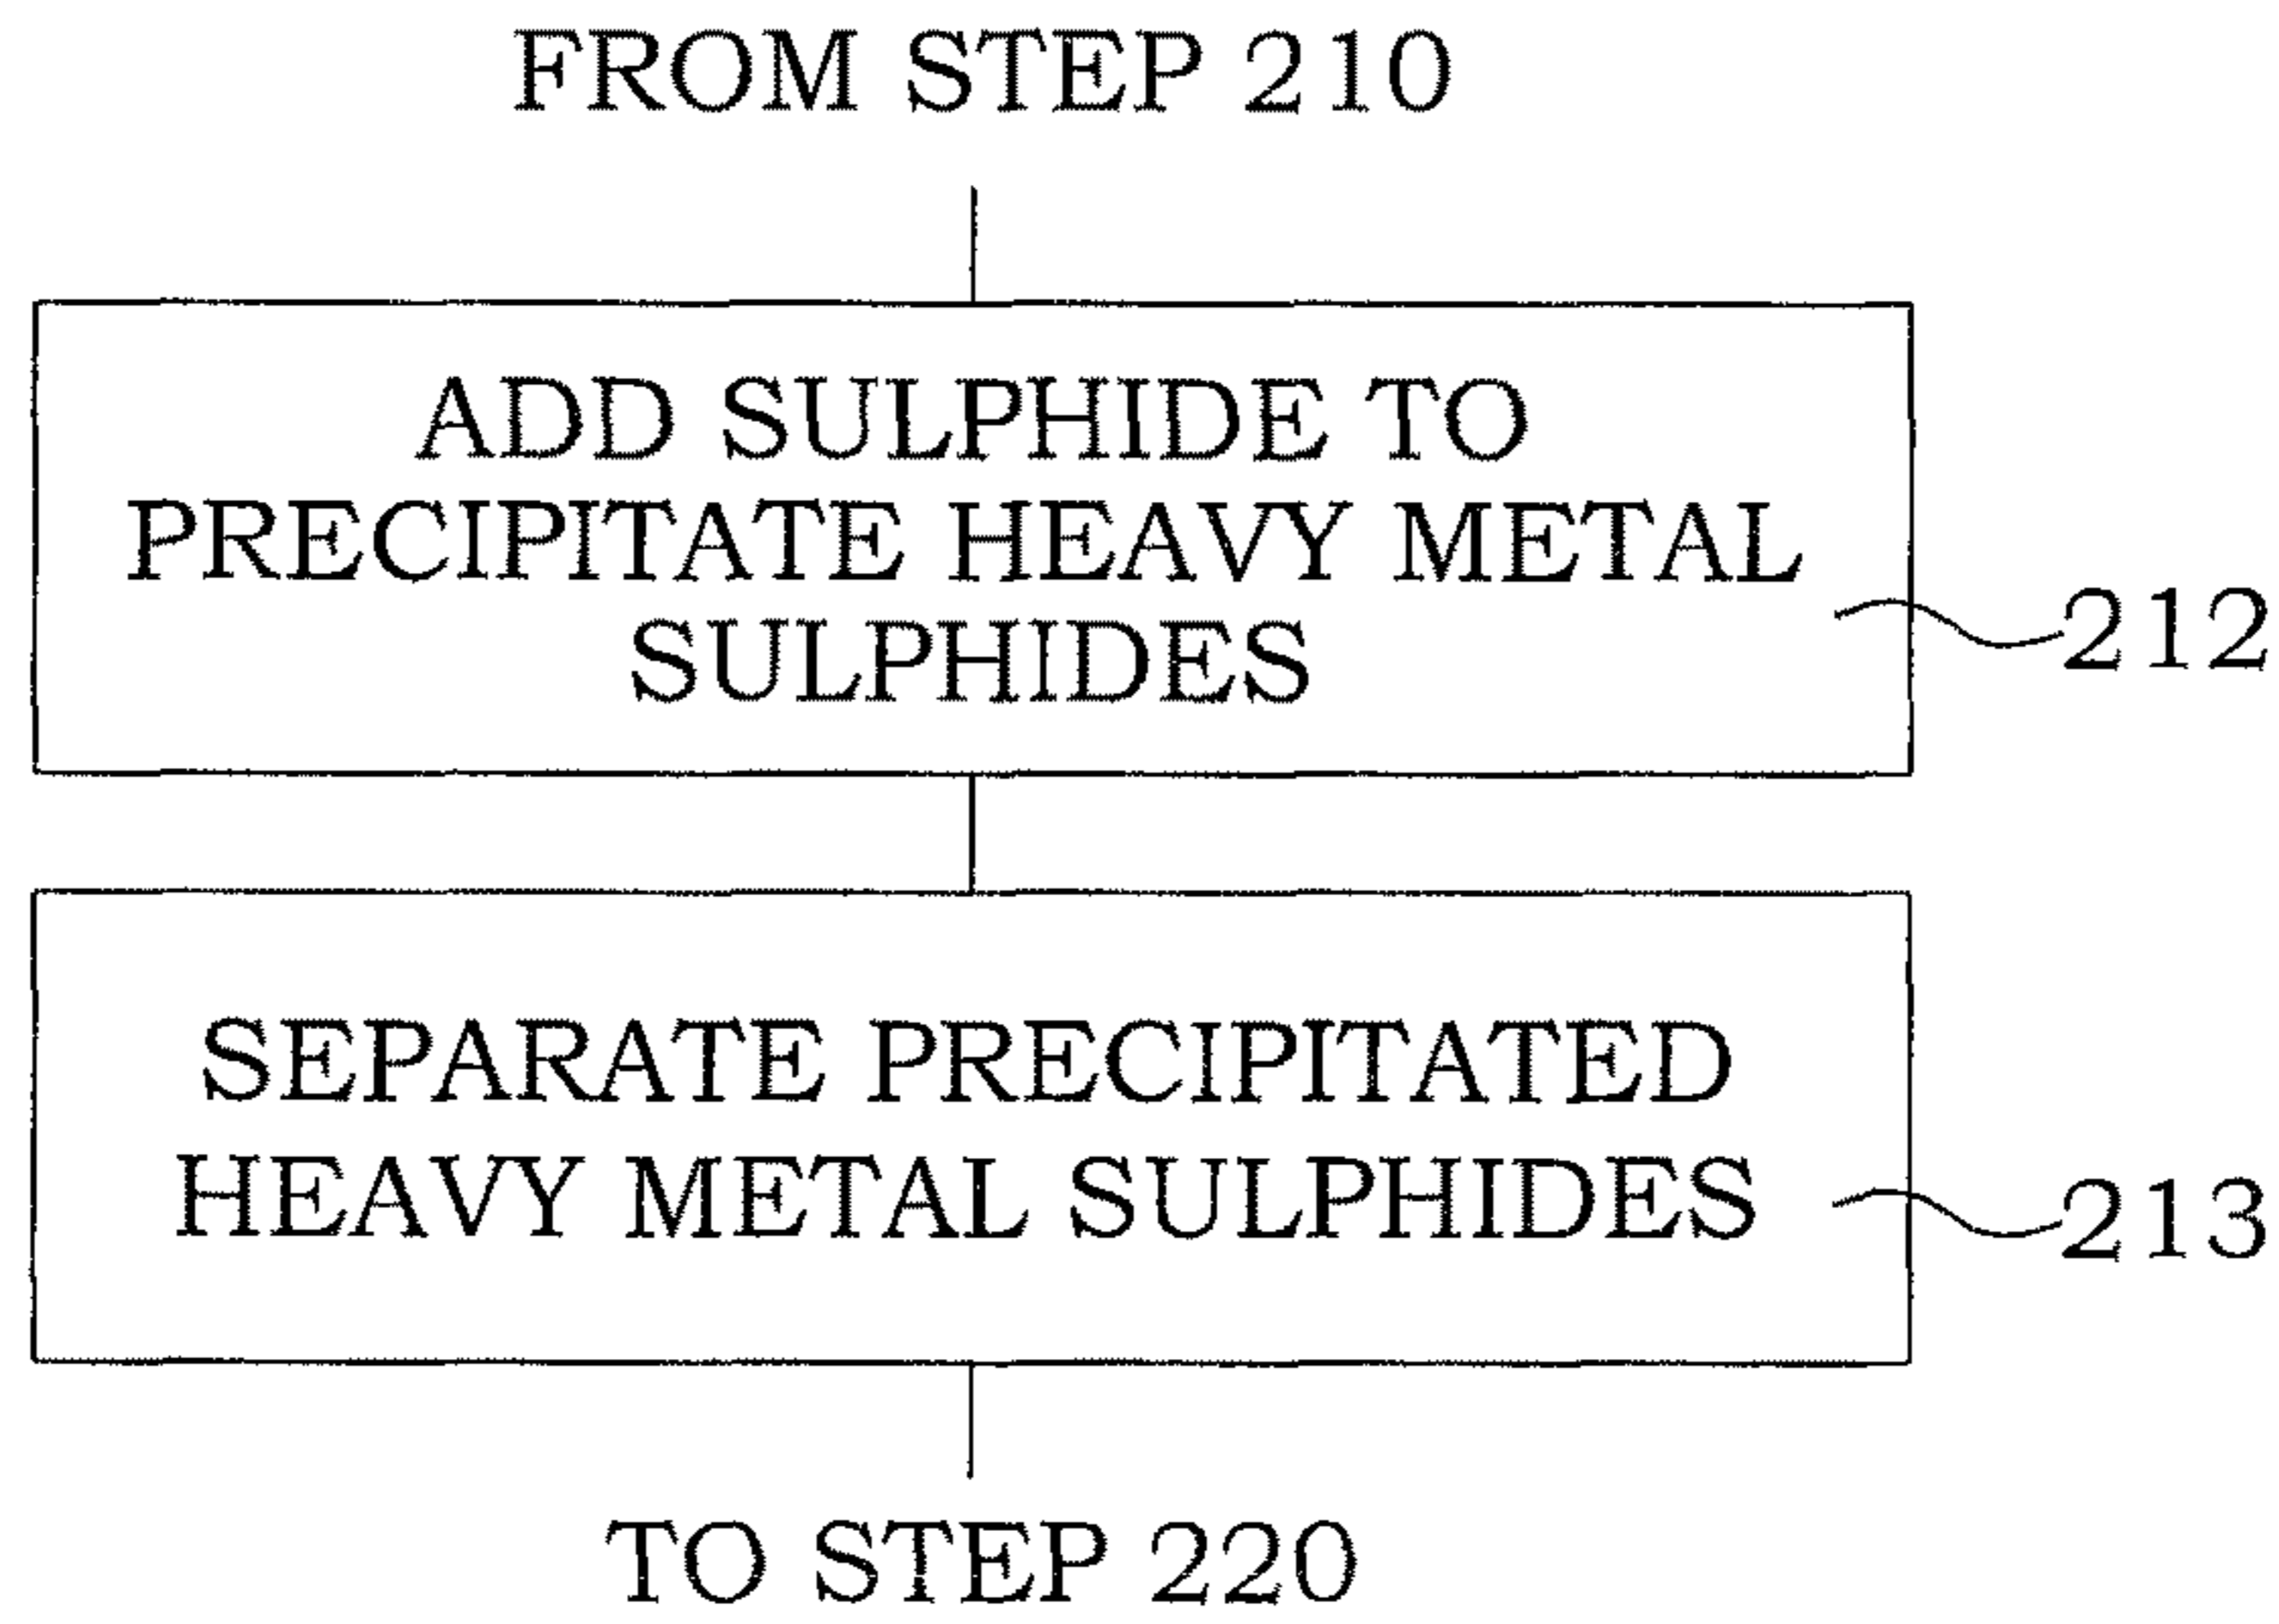 FROM STEP 210
ADD SULPHIDE TO
PRECIPITATE HEAVY METAL
SULPHIDES
212
SEPARATE PRECIPITATED
HEAVY METAL SULPHIDES
213
TO STEP 220